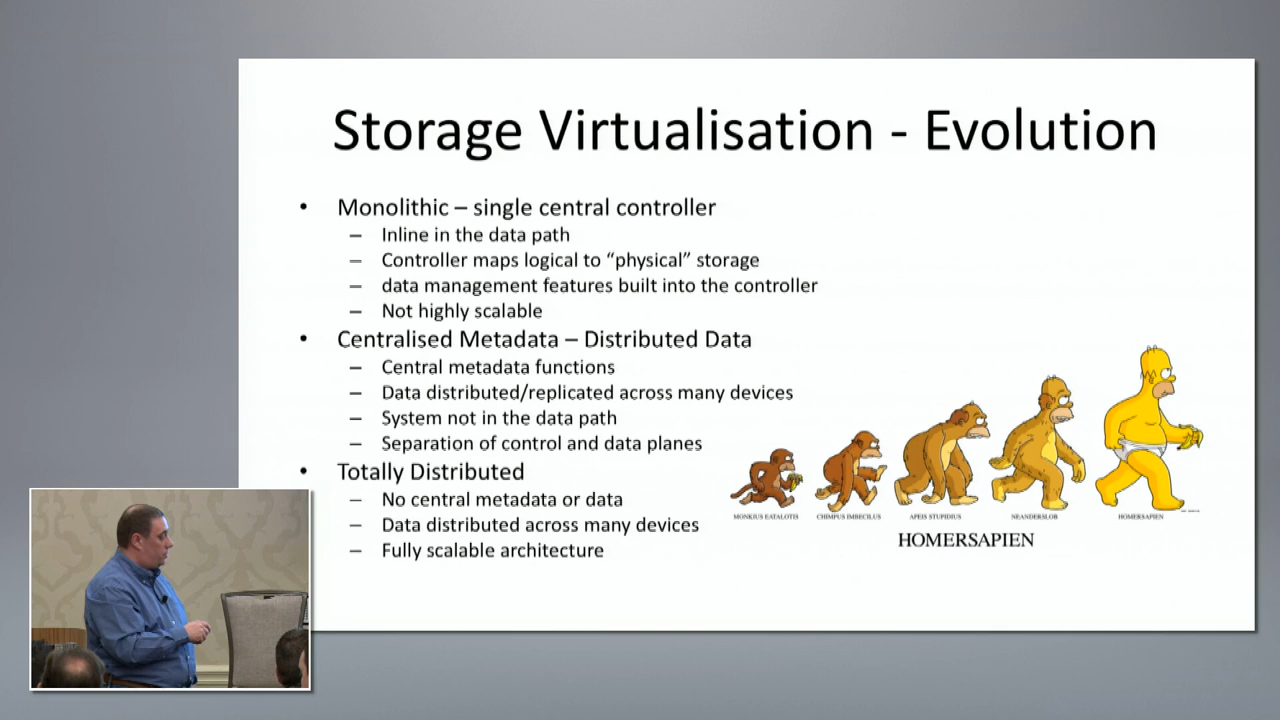 Storage Virtualisation - Evolution
• Monolithic – single central controller
– Inline in the data path
– Controller maps logical to “physical” storage
– data management features built into the controller
– Not highly scalable
• Centralised Metadata – Distributed Data
– Central metadata functions
– Data distributed/replicated across many devices
– System not in the data path
– Separation of control and data planes
• Totally Distributed
– No central metadata or data
– Data distributed across many devices
– Fully scalable architecture
MONKIUS EATALOTIS CHIMPUS IMBECILUS APEIS STUPIDIUS NEANDERSLOB HOMERSAPIEN
HOMERSAPIEN